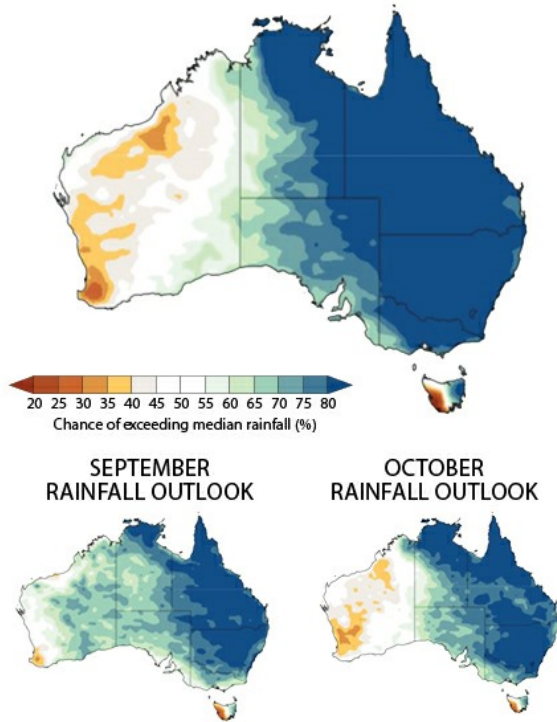 20 25 30 35 40 45 50 55 60 65 70 75 80
Chance of exceeding median rainfall (%)
SEPTEMBER
RAINFALL OUTLOOK
OCTOBER
RAINFALL OUTLOOK